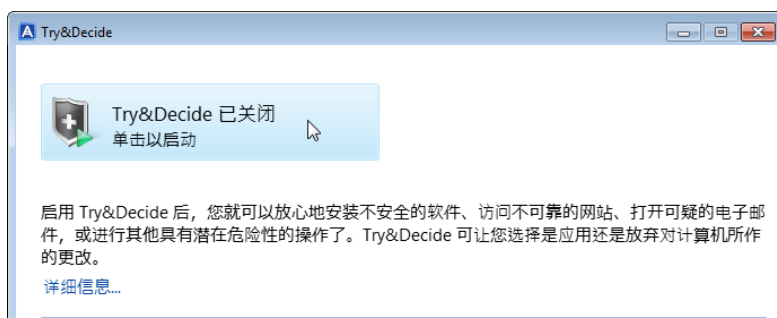 Try&Decide
Try&Decide 已关闭
单击以启动
启用 Try&Decide 后，您就可以放心地安装不安全的软件、访问不可靠的网站、打开可疑的电子邮
件，或进行其他具有潜在危险性的操作了。Try&Decide 可让您选择是应用还是放弃对计算机所作
的更改。
详细信息...